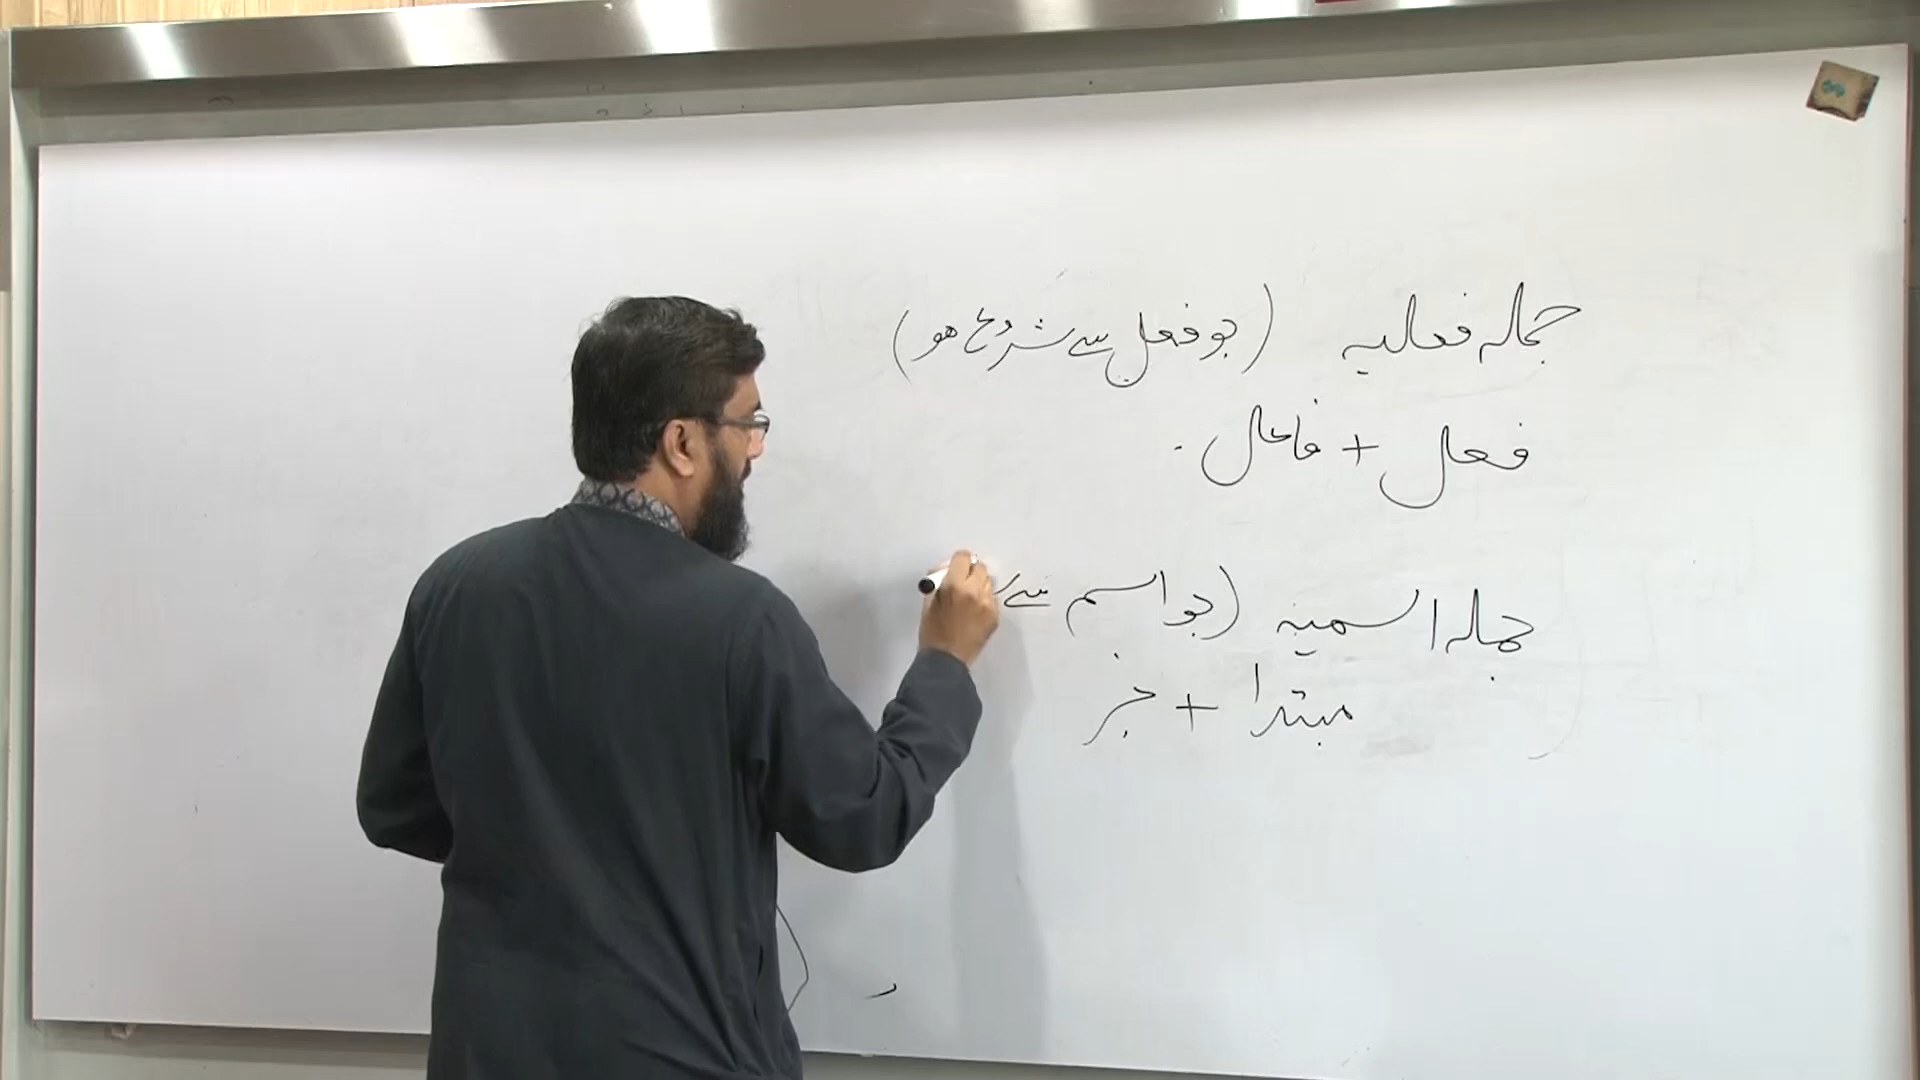 جملہ فعلیہ (جو فعل سے شروع ہو)
فعل + فاعل .
جملہ اسمیہ (جو اسم سے
مبتدا + خبر